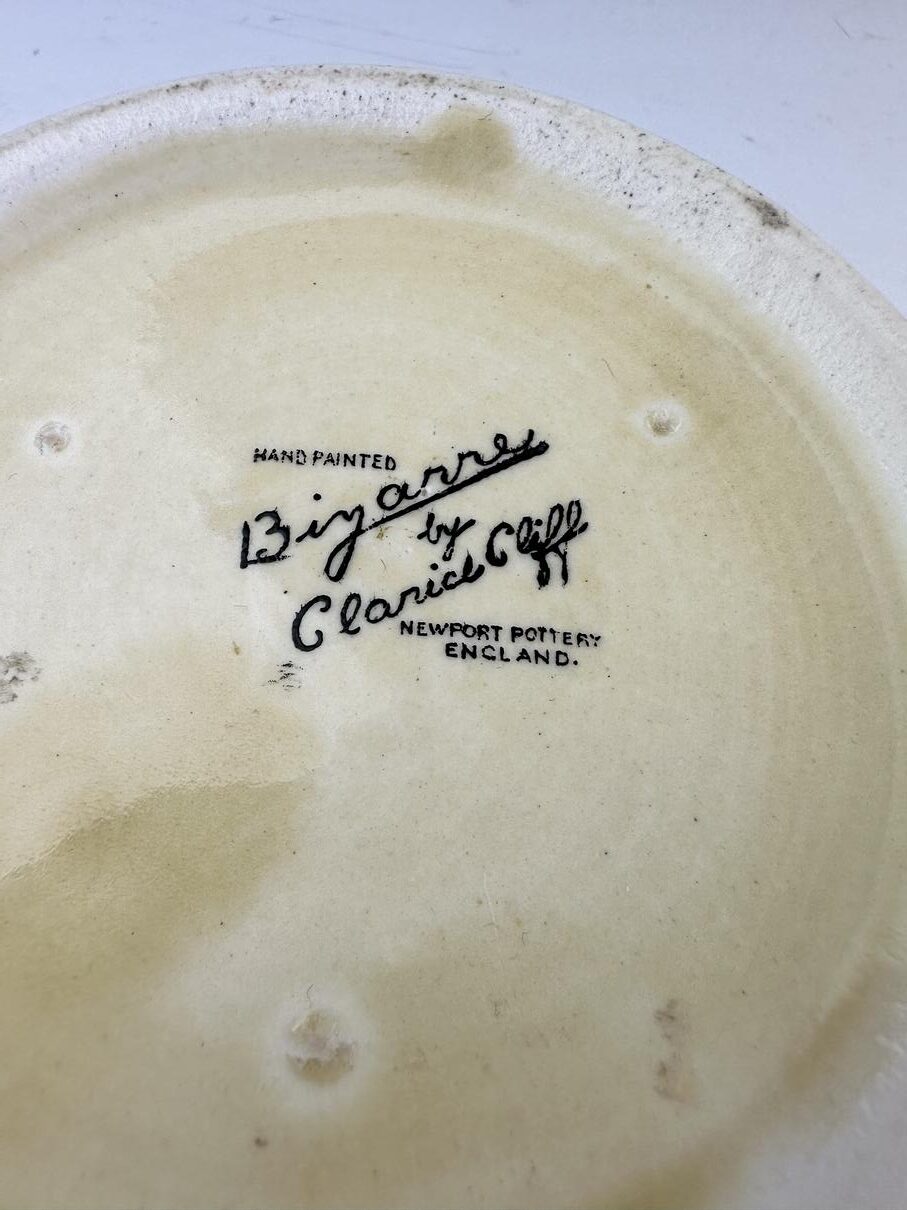 HAND PAINTED
Bizarre
by
Clarice Cliff
NEWPORT POTTERY
ENGLAND.